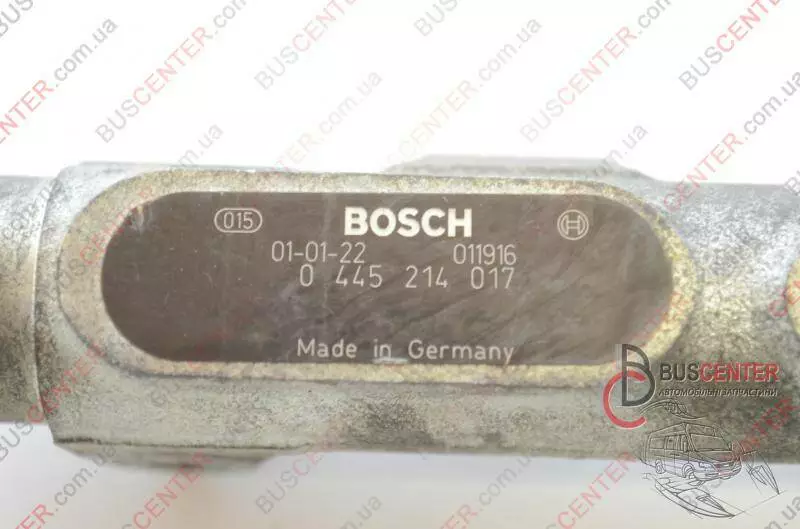 015 BOSCH
01-01-22 011916
0 445 214 017
Made in Germany
BUSCENTER
АВТОМОБІЛЬНІ ЗАПЧАСТИНИ
BUSCENTER.com.ua